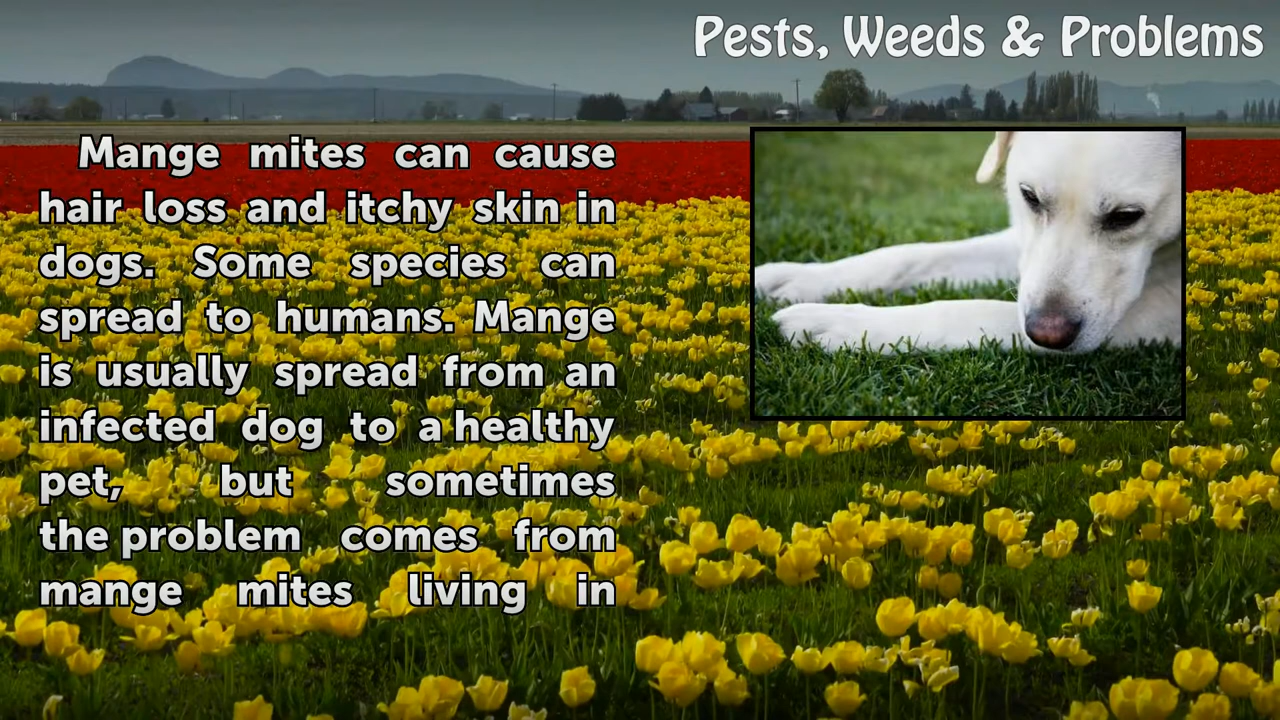 Pests, Weeds & Problems
Mange mites can cause
hair loss and itchy skin in
dogs. Some species can
spread to humans. Mange
is usually spread from an
infected dog to a healthy
pet, but sometimes
the problem comes from
mange mites living in